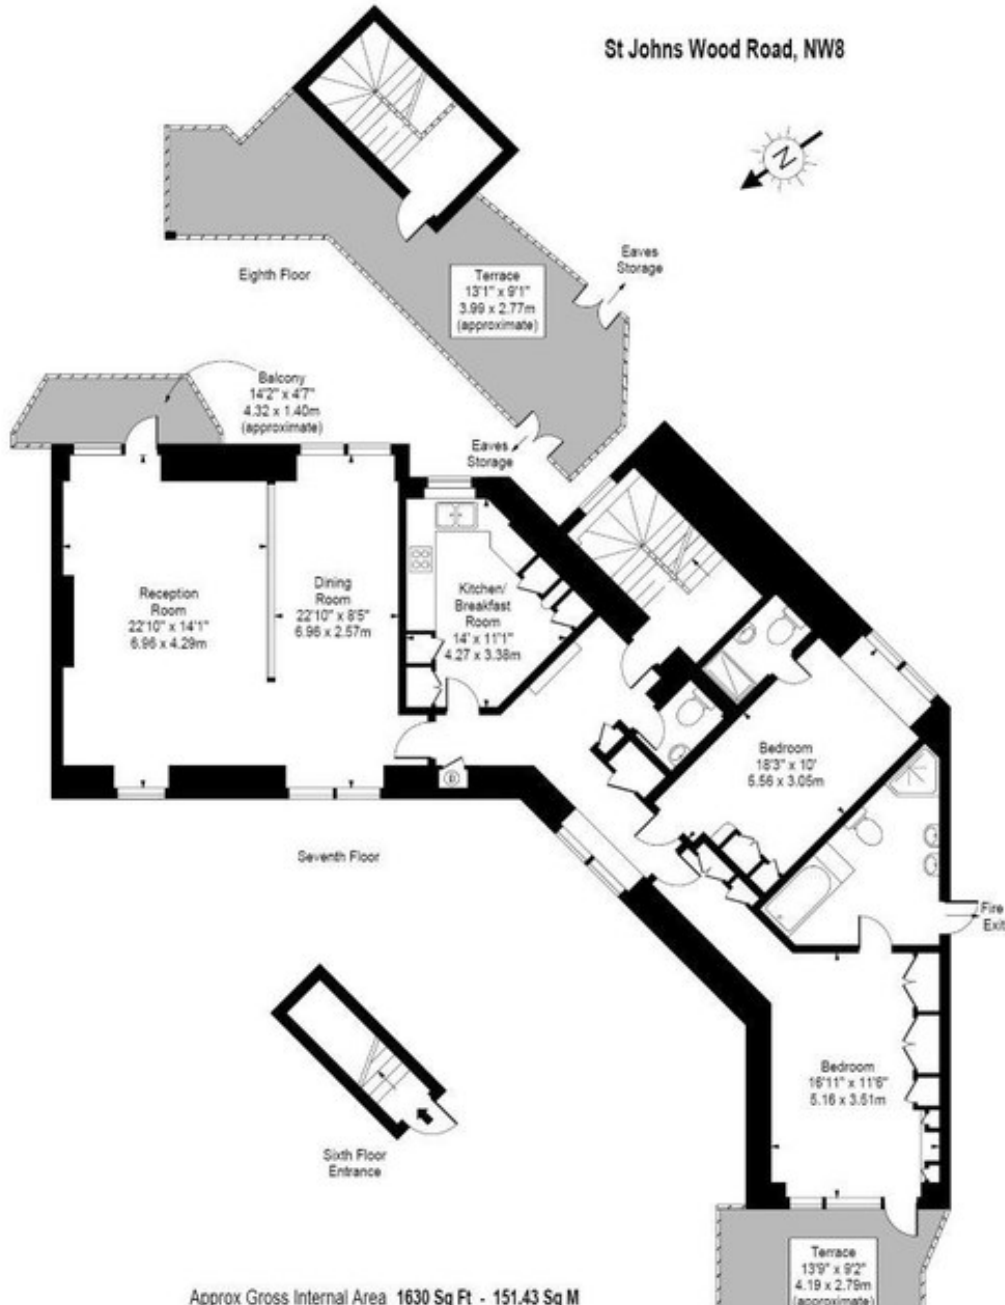 St Johns Wood Road, NW8
N
Eaves
Storage
Eighth Floor
Terrace
13'1" x 9'1"
3.99 x 2.77m
(approximate)
Balcony
14'2" x 4'7"
4.32 x 1.40m
(approximate)
Eaves
Storage
Reception
Room
22'10" x 14'1"
6.96 x 4.29m
Dining
Room
22'10" x 8'5"
6.96 x 2.57m
Kitchen/
Breakfast
Room
14' x 11'1"
4.27 x 3.38m
Bedroom
18'3" x 10'
5.56 x 3.05m
Seventh Floor
Fire
Exit
Bedroom
16'11" x 11'6"
5.16 x 3.51m
Sixth Floor
Entrance
Terrace
13'9" x 9'2"
4.19 x 2.79m
(approximate)
Approx Gross Internal Area 1630 Sq Ft - 151.43 Sq M